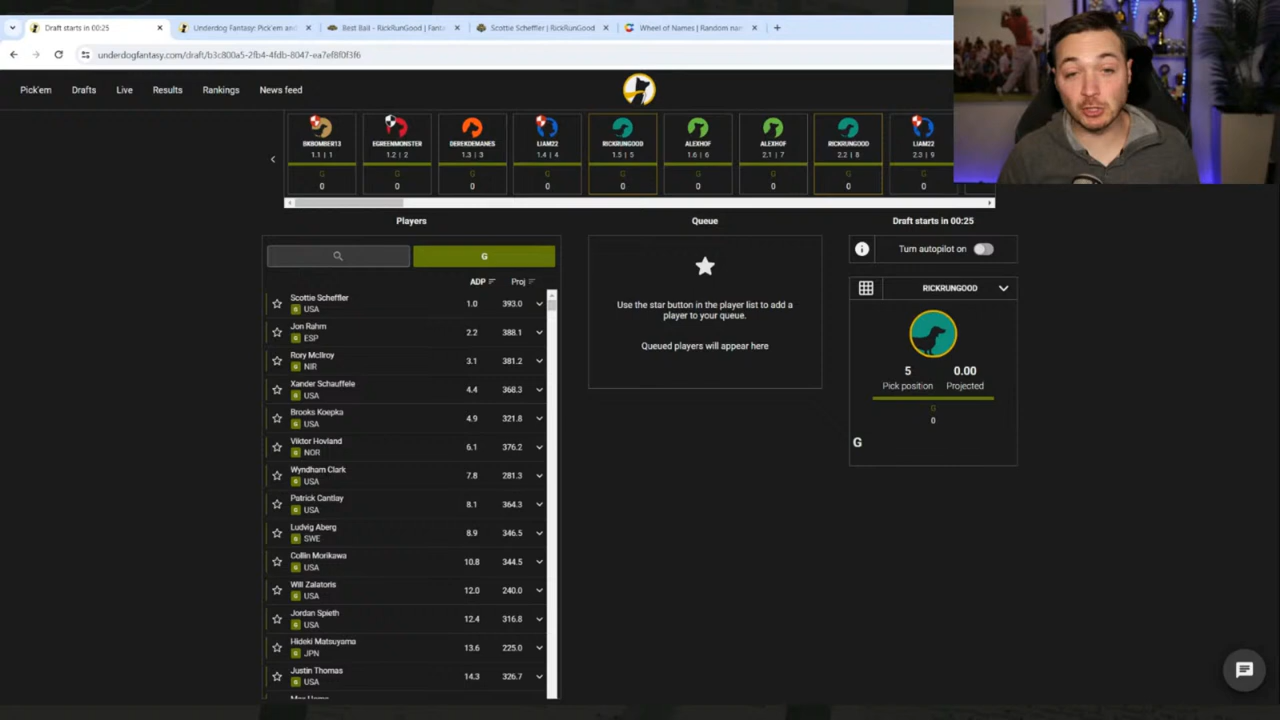 Draft starts in 00:25
Underdog Fantasy: Pick'em and
Best Ball - RickRunGood | Fanta
Scottie Scheffler | RickRunGood
Wheel of Names | Random nam
underdogfantasy.com/draft/b3c800a5-2fb4-4fdb-8047-ea7ef8f0f3f6
Pick'em Drafts Live Results Rankings News feed
BKBOMBER13 EGREENMONSTER DEREKDEMANES LIAM22 RICKRUNGOOD ALEXHOF ALEXHOF RICKRUNGOOD LIAM22
1.1 | 1 1.2 | 2 1.3 | 3 1.4 | 4 1.5 | 5 1.6 | 6 2.1 | 7 2.2 | 8 2.3 | 9
G G G G G G G G G
0 0 0 0 0 0 0 0 0
Players Queue Draft starts in 00:25
G
Turn autopilot on
ADP Proj
RICKRUNGOOD
Scottie Scheffler 1.0 393.0
G USA
Jon Rahm 2.2 388.1
G ESP
Rory McIlroy 3.1 381.2
G NIR
Xander Schauffele 4.4 368.3
G USA
Brooks Koepka 4.9 321.8
G USA
Viktor Hovland 6.1 376.2
G NOR
Wyndham Clark 7.8 281.3
G USA
Patrick Cantlay 8.1 364.3
G USA
Ludvig Aberg 8.9 346.5
G SWE
Collin Morikawa 10.8 344.5
G USA
Will Zalatoris 12.0 240.0
G USA
Jordan Spieth 12.4 316.8
G USA
Hideki Matsuyama 13.6 225.0
G JPN
Justin Thomas 14.3 326.7
G USA
Use the star button in the player list to add a
player to your queue.
Queued players will appear here
5 0.00
Pick position Projected
G
0
G